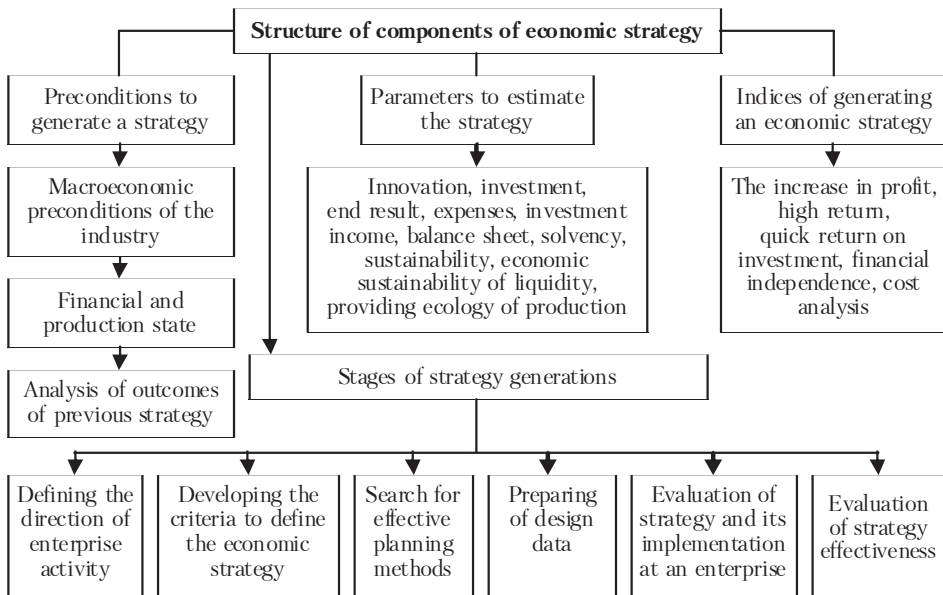 Structure of components of economic strategy
Preconditions to
generate a strategy
Parameters to estimate
the strategy
Indices of generating
an economic strategy
Macroeconomic
preconditions of the
industry
Innovation, investment,
end result, expenses, investment
income, balance sheet, solvency,
sustainability, economic
sustainability of liquidity,
providing ecology of production
The increase in profit,
high return,
quick return on
investment, financial
independence, cost
analysis
Financial and
production state
Analysis of outcomes
of previous strategy
Stages of strategy generations
Defining the
direction of
enterprise
activity
Developing the
criteria to define
the economic
strategy
Search for
effective
planning
methods
Preparing
of design
data
Evaluation of
strategy and its
implementation
at an enterprise
Evaluation
of strategy
effectiveness